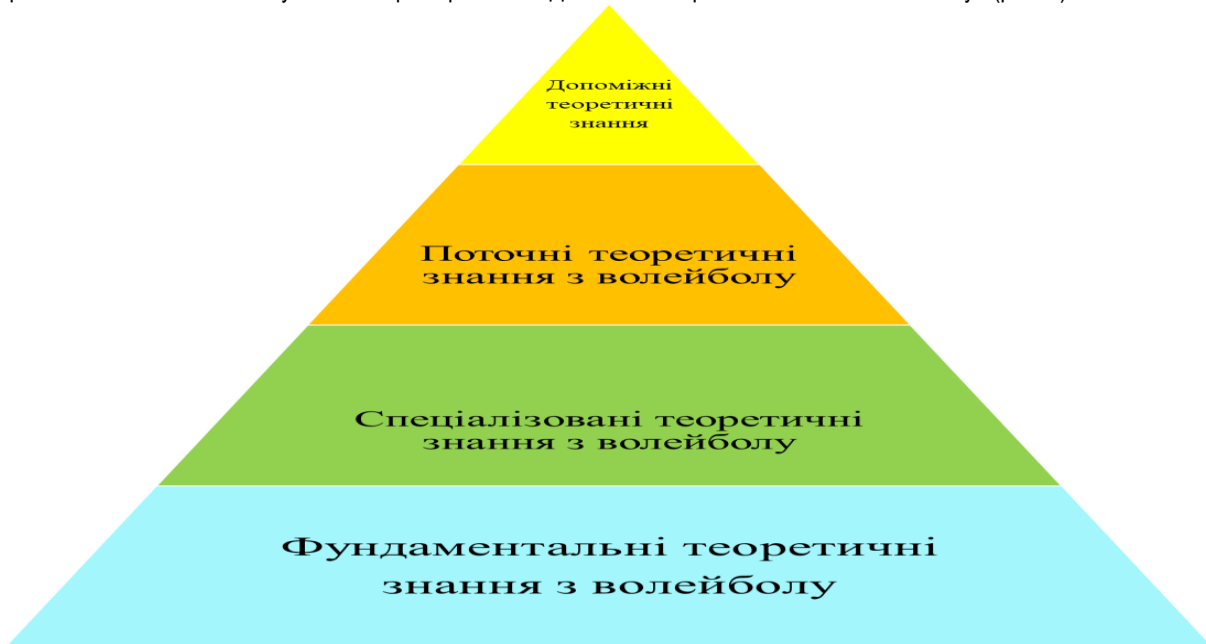 Допоміжні
теоретичні
знання
Поточні теоретичні
знання з волейболу
Спеціалізовані теоретичні
знання з волейболу
Фундаментальні теоретичні
знання з волейболу